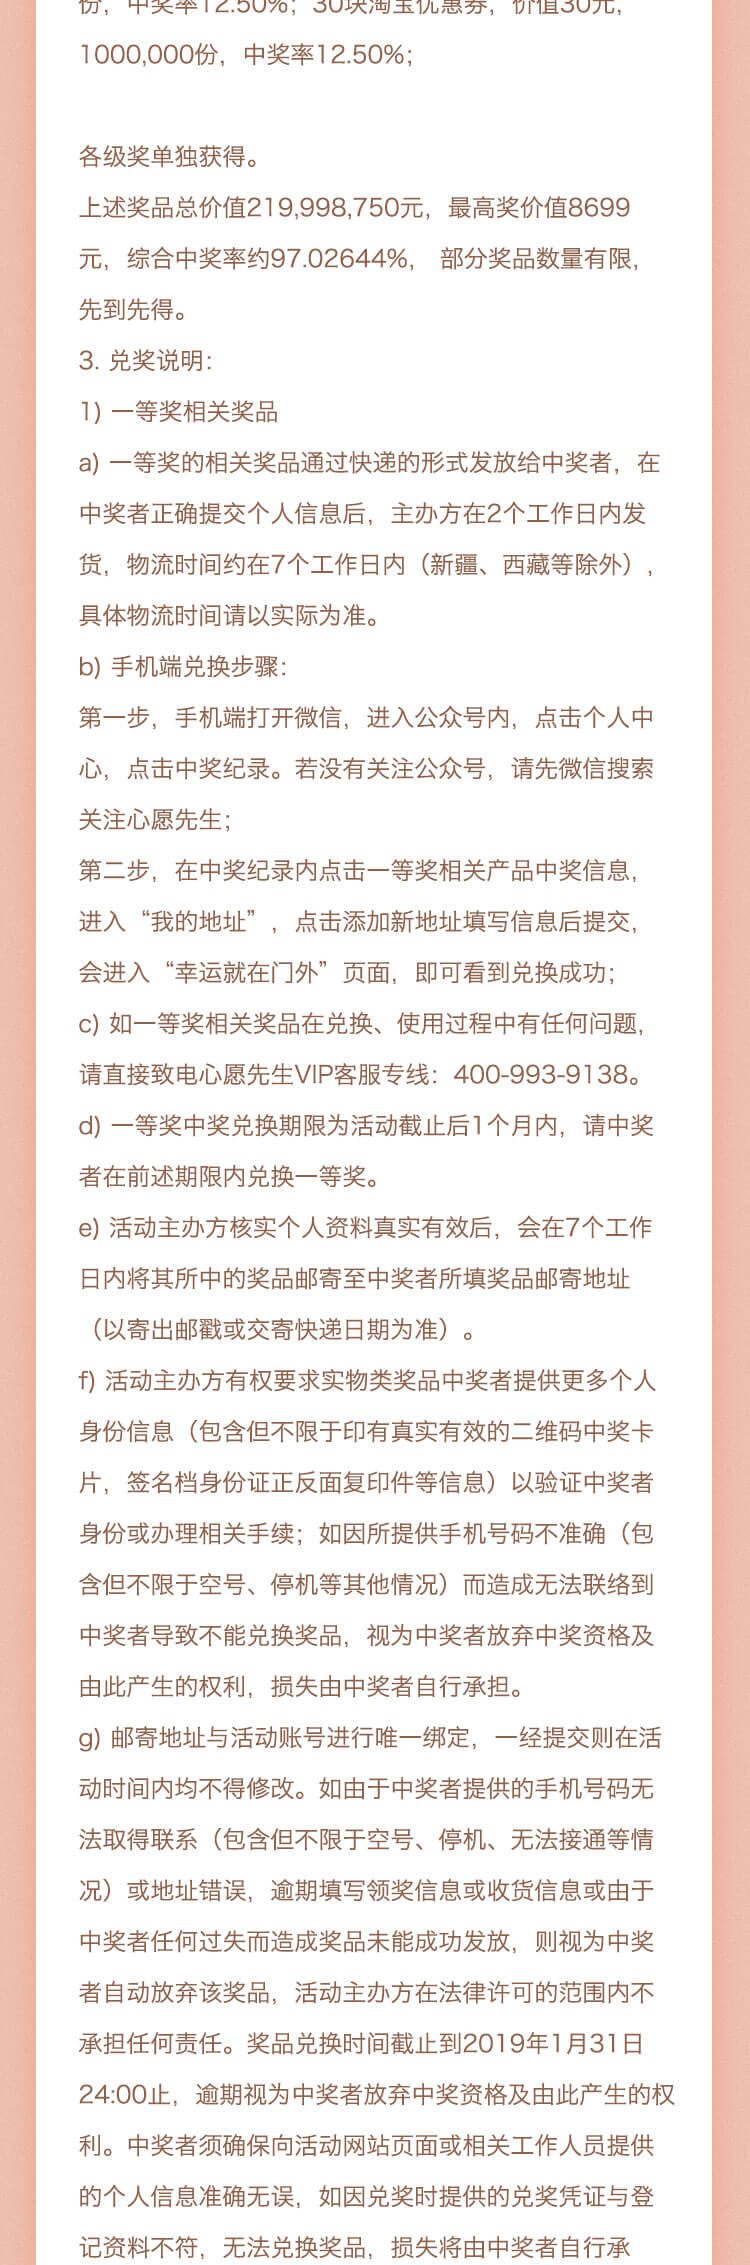 份，中奖率12.50%；30块淘宝优惠券，价值30元，
1000,000份，中奖率12.50%；
各级奖单独获得。
上述奖品总价值219,998,750元，最高奖价值8699
元，综合中奖率约97.02644%， 部分奖品数量有限，
先到先得。
3. 兑奖说明：
1) 一等奖相关奖品
a) 一等奖的相关奖品通过快递的形式发放给中奖者，在
中奖者正确提交个人信息后，主办方在2个工作日内发
货，物流时间约在7个工作日内（新疆、西藏等除外），
具体物流时间请以实际为准。
b) 手机端兑换步骤：
第一步，手机端打开微信，进入公众号内，点击个人中
心，点击中奖纪录。若没有关注公众号，请先微信搜索
关注心愿先生；
第二步，在中奖纪录内点击一等奖相关产品中奖信息，
进入“我的地址”，点击添加新地址填写信息后提交，
会进入“幸运就在门外”页面，即可看到兑换成功；
c) 如一等奖相关奖品在兑换、使用过程中有任何问题，
请直接致电心愿先生VIP客服专线：400-993-9138。
d) 一等奖中奖兑换期限为活动截止后1个月内，请中奖
者在前述期限内兑换一等奖。
e) 活动主办方核实个人资料真实有效后，会在7个工作
日内将其所中的奖品邮寄至中奖者所填奖品邮寄地址
（以寄出邮戳或交寄快递日期为准）。
f) 活动主办方有权要求实物类奖品中奖者提供更多个人
身份信息（包含但不限于印有真实有效的二维码中奖卡
片，签名档身份证正反面复印件等信息）以验证中奖者
身份或办理相关手续；如因所提供手机号码不准确（包
含但不限于空号、停机等其他情况）而造成无法联络到
中奖者导致不能兑换奖品，视为中奖者放弃中奖资格及
由此产生的权利，损失由中奖者自行承担。
g) 邮寄地址与活动账号进行唯一绑定，一经提交则在活
动时间内均不得修改。如由于中奖者提供的手机号码无
法取得联系（包含但不限于空号、停机、无法接通等情
况）或地址错误，逾期填写领奖信息或收货信息或由于
中奖者任何过失而造成奖品未能成功发放，则视为中奖
者自动放弃该奖品，活动主办方在法律许可的范围内不
承担任何责任。奖品兑换时间截止到2019年1月31日
24:00止，逾期视为中奖者放弃中奖资格及由此产生的权
利。中奖者须确保向活动网站页面或相关工作人员提供
的个人信息准确无误，如因兑奖时提供的兑奖凭证与登
记资料不符，无法兑换奖品，损失将由中奖者自行承